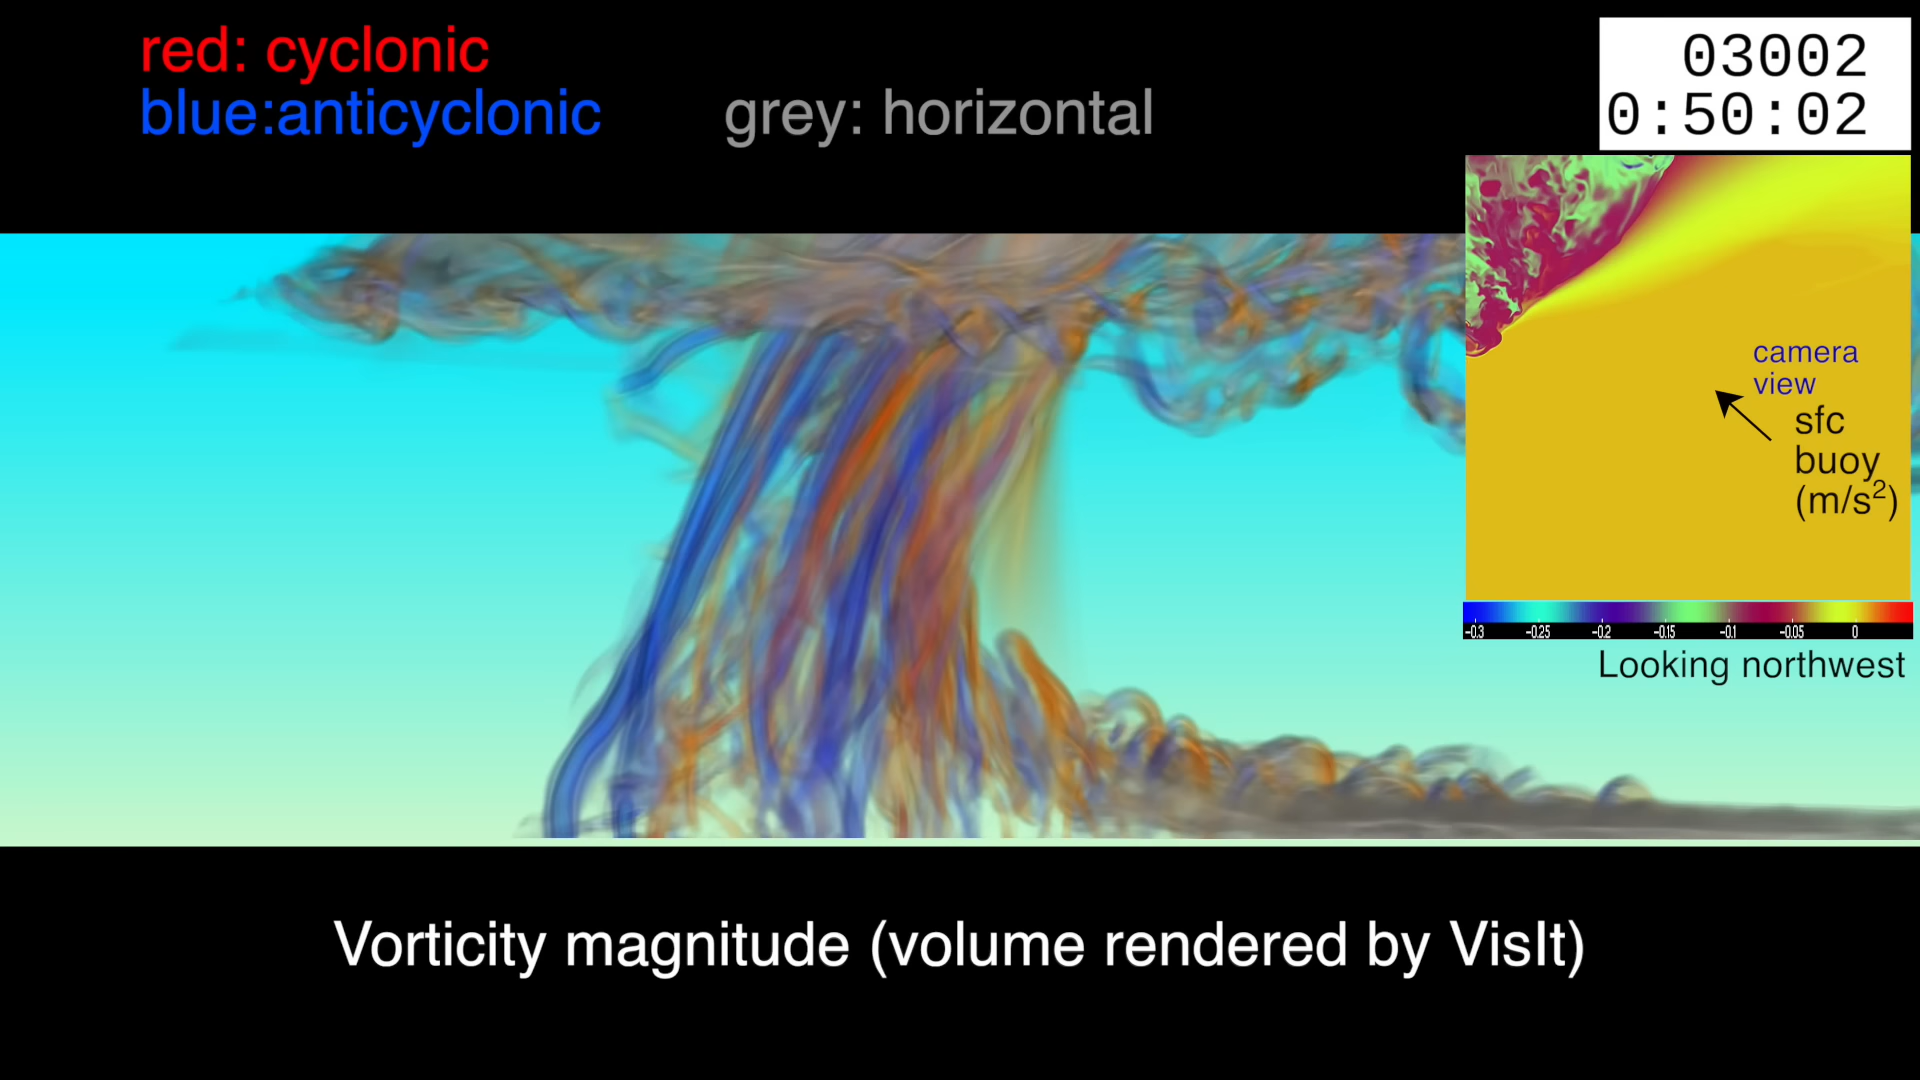 red: cyclonic
blue:anticyclonic
grey: horizontal
03002
0:50:02
camera
view
sfc
buoy
(m/s²)
-0.3 -0.25 -0.2 -0.15 -0.1 -0.05 0
Looking northwest
Vorticity magnitude (volume rendered by VisIt)